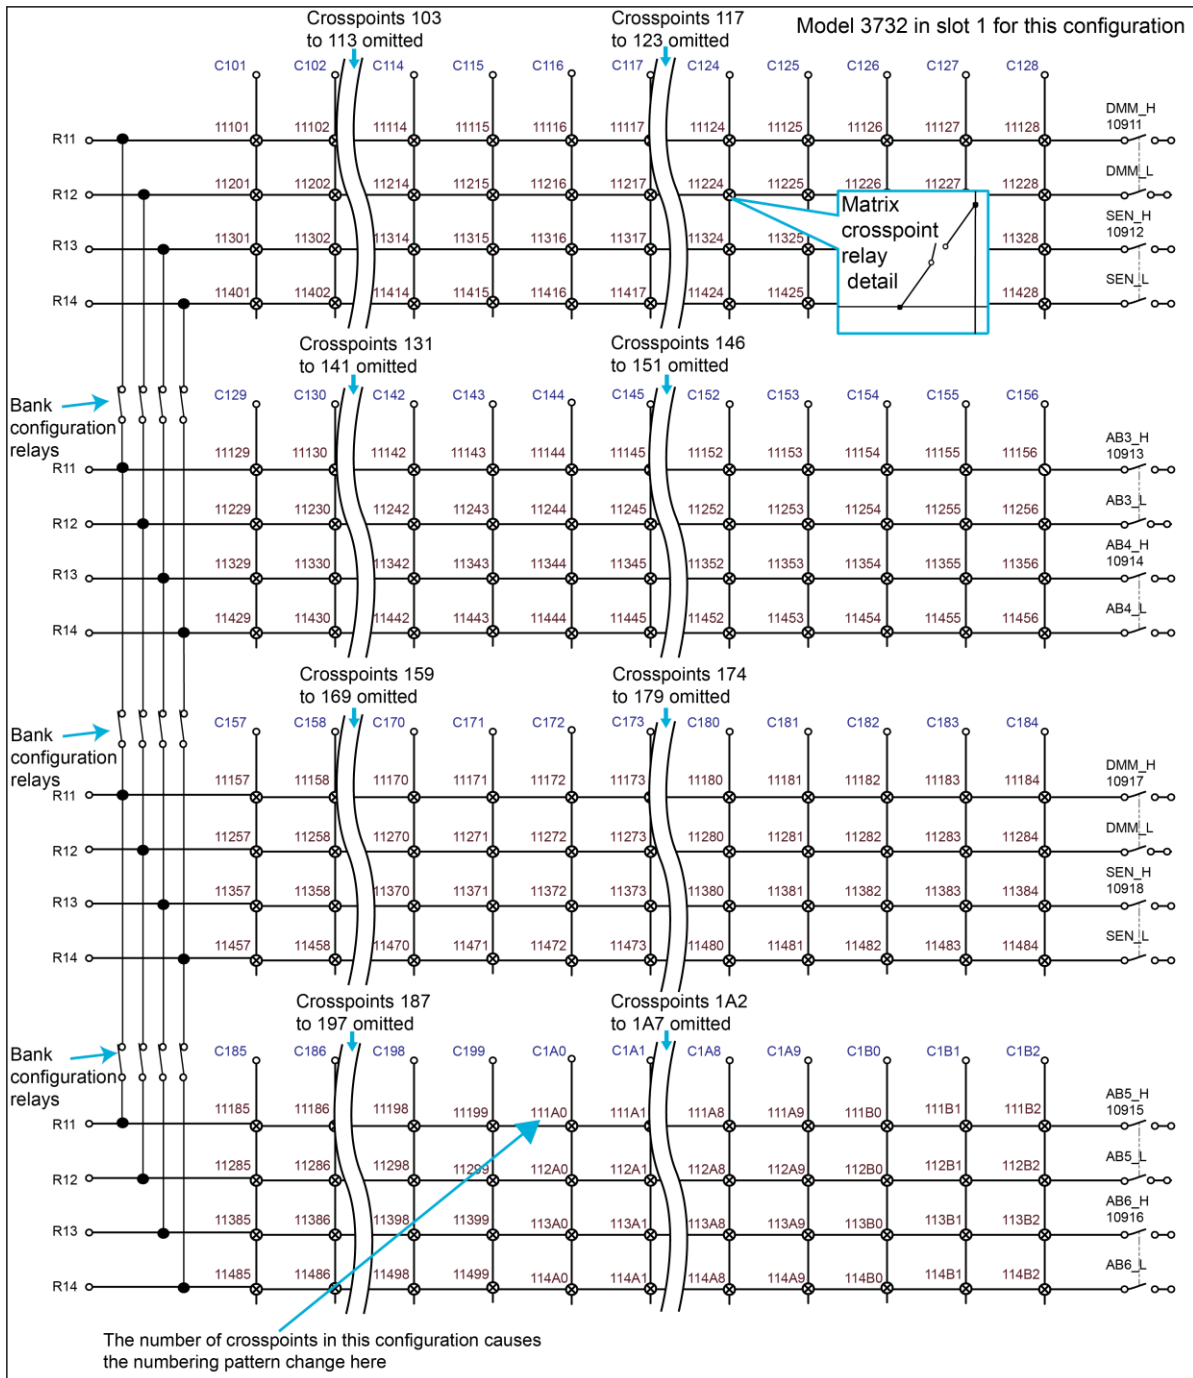 Crosspoints 103
to 113 omitted
Crosspoints 117
to 123 omitted
Model 3732 in slot 1 for this configuration
C101 C102 C114 C115 C116 C117 C124 C125 C126 C127 C128
DMM_H
R11 11101 11102 11114 11115 11116 11117 11124 11125 11126 11127 11128 10911
DMM_L
R12 11201 11202 11214 11215 11216 11217 11224 11225 11226 11227 11228
Matrix
crosspoint
relay
detail
SEN_H
R13 11301 11302 11314 11315 11316 11317 11324 11325 11328 10912
SEN_L
R14 11401 11402 11414 11415 11416 11417 11424 11425 11428
Crosspoints 131
to 141 omitted
Crosspoints 146
to 151 omitted
Bank
configuration
relays
C129 C130 C142 C143 C144 C145 C152 C153 C154 C155 C156
AB3_H
R11 11129 11130 11142 11143 11144 11145 11152 11153 11154 11155 11156 10913
AB3_L
R12 11229 11230 11242 11243 11244 11245 11252 11253 11254 11255 11256
AB4_H
R13 11329 11330 11342 11343 11344 11345 11352 11353 11354 11355 11356 10914
AB4_L
R14 11429 11430 11442 11443 11444 11445 11452 11453 11454 11455 11456
Crosspoints 159
to 169 omitted
Crosspoints 174
to 179 omitted
Bank
configuration
relays
C157 C158 C170 C171 C172 C173 C180 C181 C182 C183 C184
DMM_H
R11 11157 11158 11170 11171 11172 11173 11180 11181 11182 11183 11184 10917
DMM_L
R12 11257 11258 11270 11271 11272 11273 11280 11281 11282 11283 11284
SEN_H
R13 11357 11358 11370 11371 11372 11373 11380 11381 11382 11383 11384 10918
SEN_L
R14 11457 11458 11470 11471 11472 11473 11480 11481 11482 11483 11484
Crosspoints 187
to 197 omitted
Crosspoints 1A2
to 1A7 omitted
Bank
configuration
relays
C185 C186 C198 C199 C1A0 C1A1 C1A8 C1A9 C1B0 C1B1 C1B2
AB5_H
R11 11185 11186 11198 11199 111A0 111A1 111A8 111A9 111B0 111B1 111B2 10915
AB5_L
R12 11285 11286 11298 11299 112A0 112A1 112A8 112A9 112B0 112B1 112B2
AB6_H
R13 11385 11386 11398 11399 113A0 113A1 113A8 113A9 113B0 113B1 113B2 10916
AB6_L
R14 11485 11486 11498 11499 114A0 114A1 114A8 114A9 114B0 114B1 114B2
The number of crosspoints in this configuration causes
the numbering pattern change here